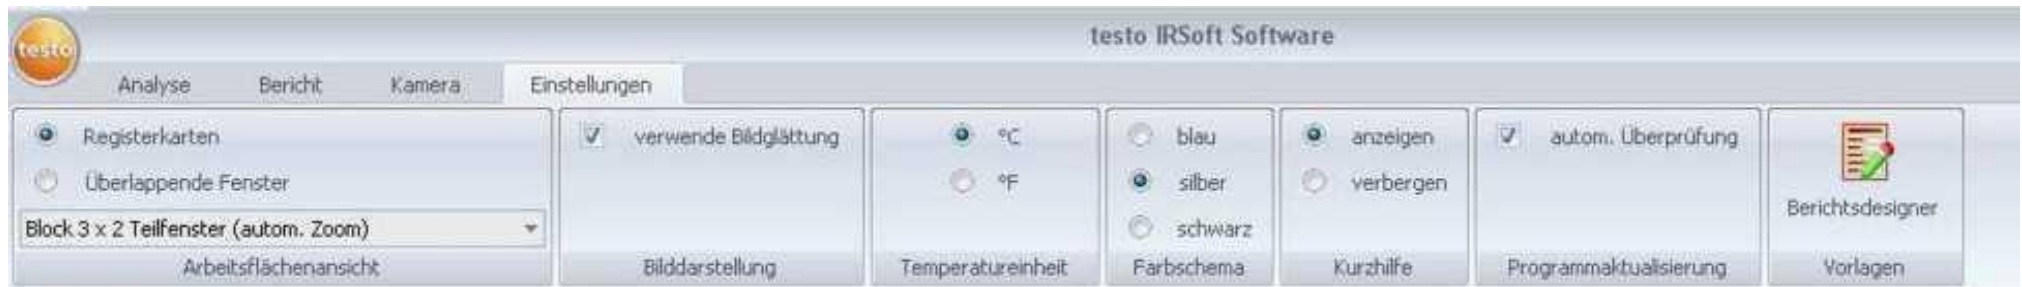 testo IRSoft Software
testo
Analyse Bericht Kamera Einstellungen
Registerkarten
Überlappende Fenster
Block 3 x 2 Teilfenster (autom. Zoom)
Arbeitsflächenansicht
verwende Bildglättung
Bilddarstellung
°C
°F
Temperatureinheit
blau
silber
schwarz
Farbschema
anzeigen
verbergen
Kurzhilfe
autom. Überprüfung
Programmaktualisierung
Berichtsdesigner
Vorlagen